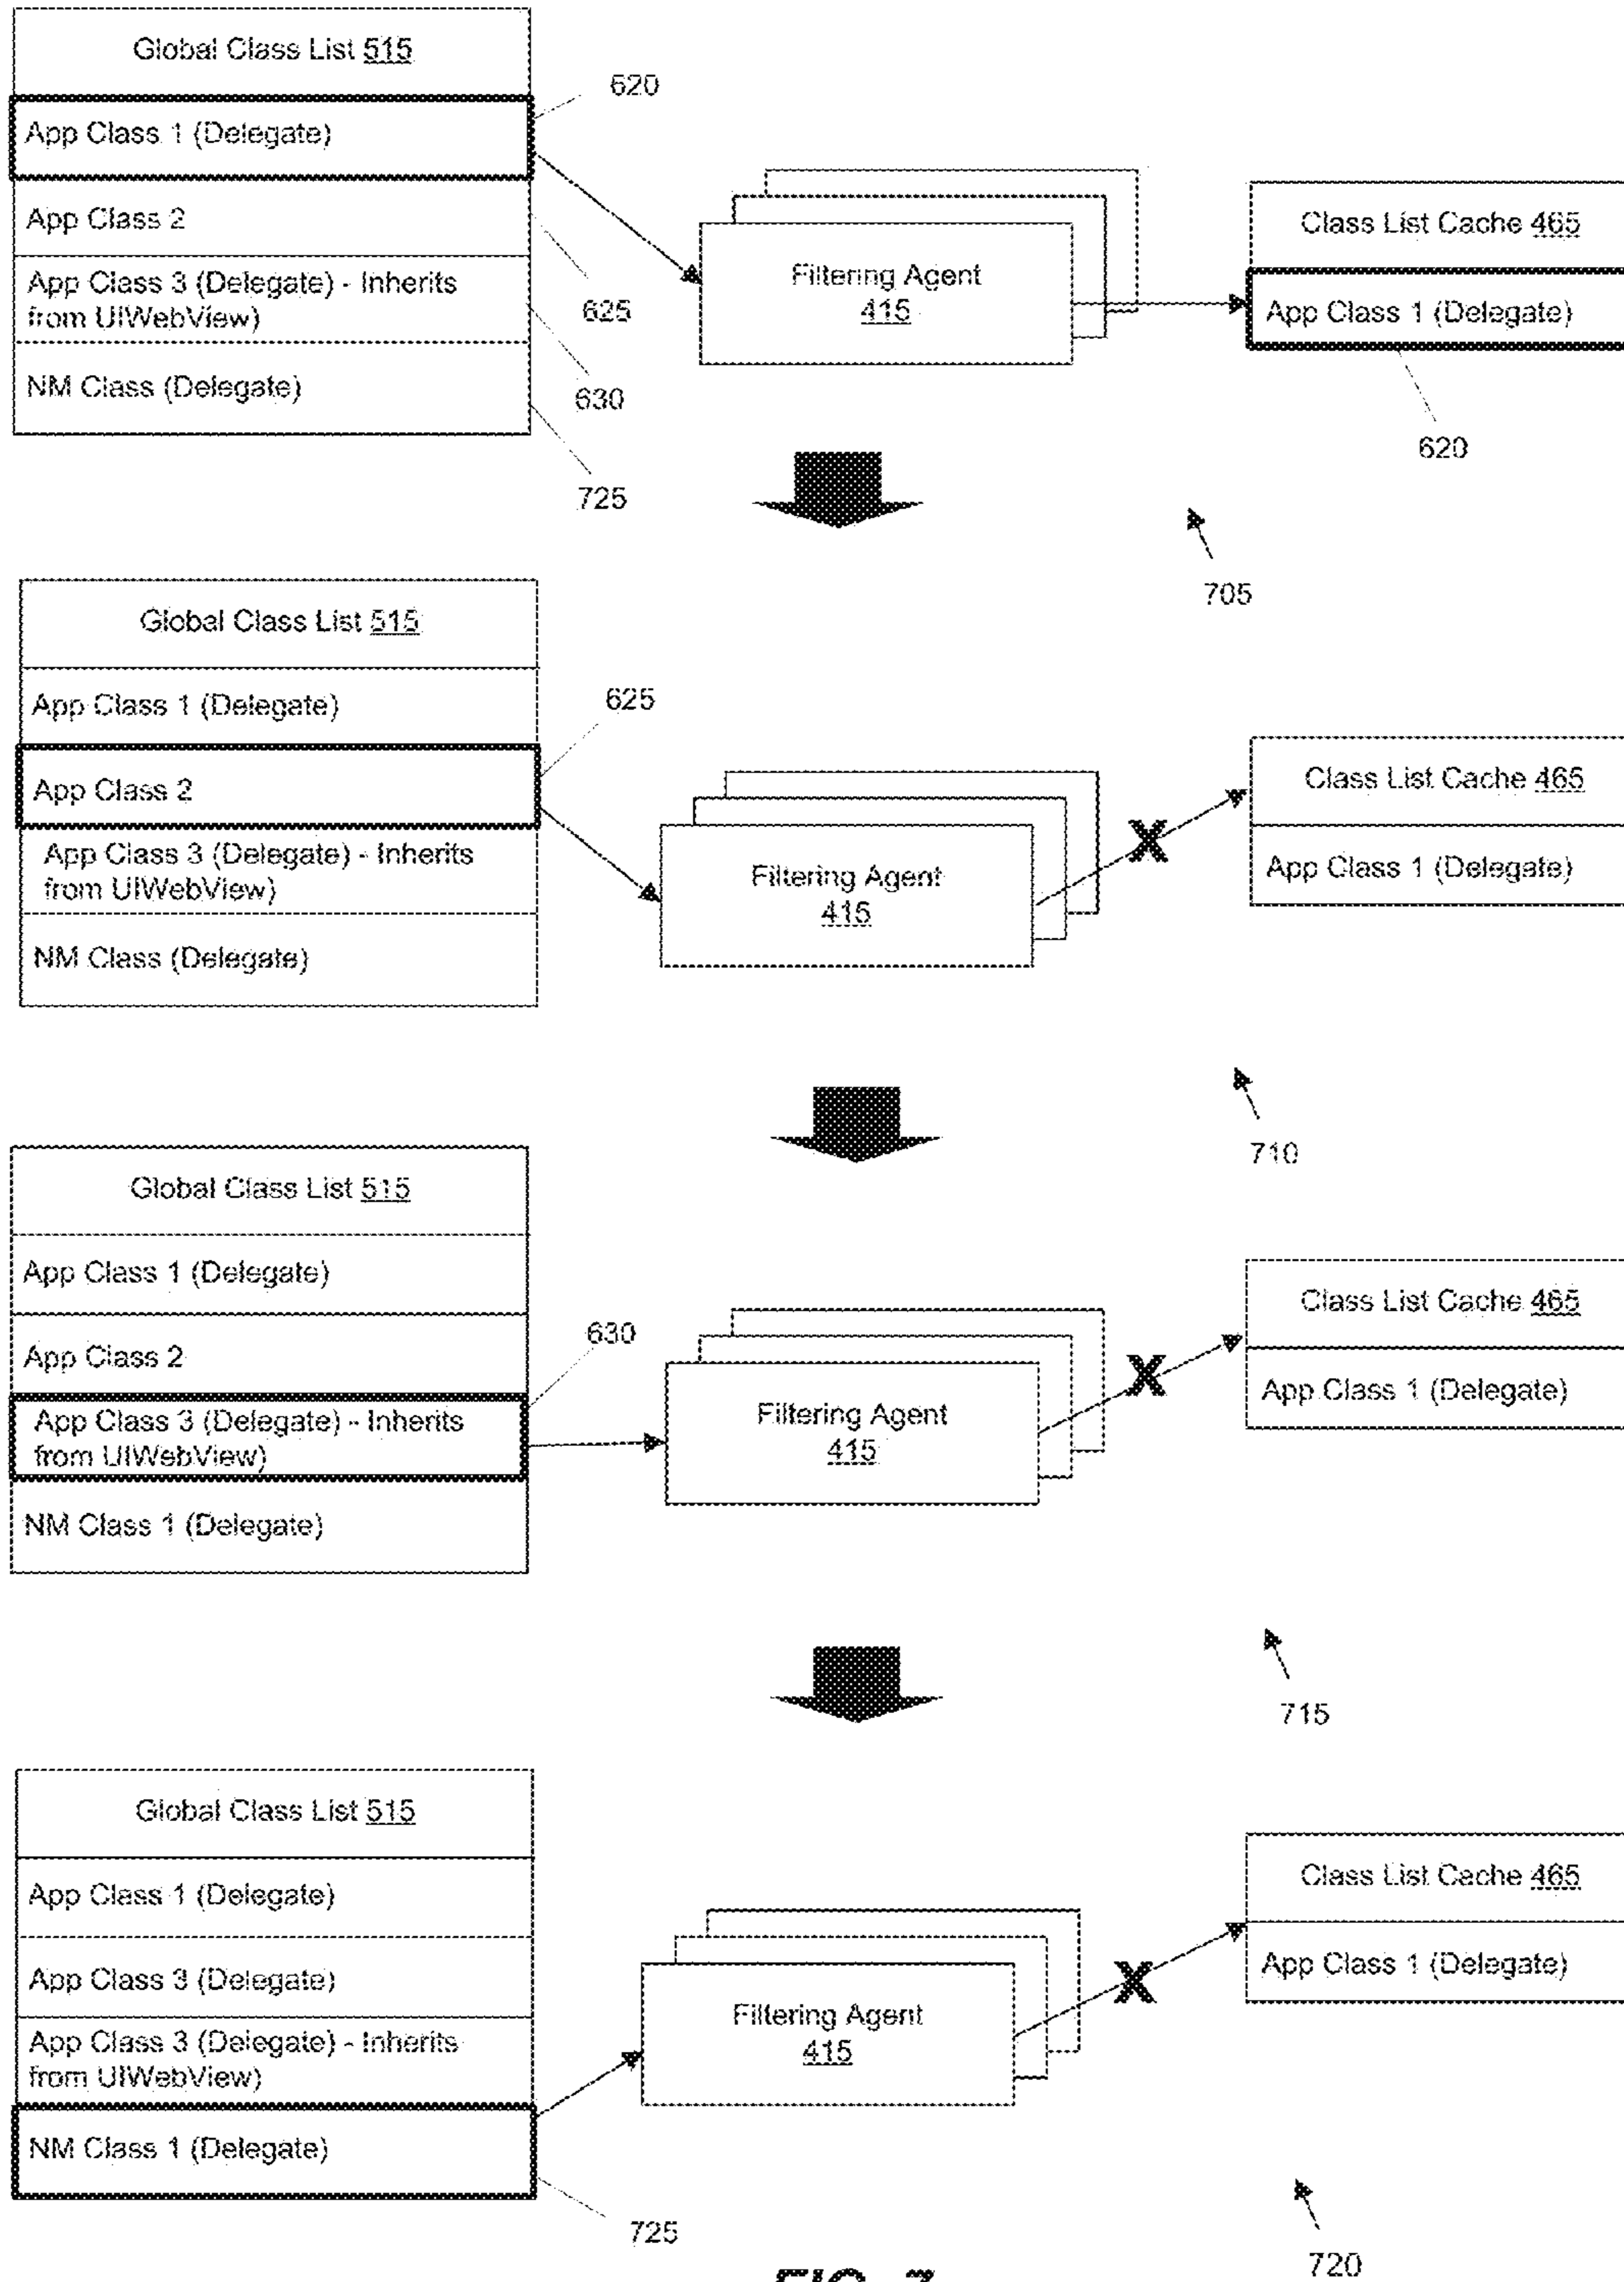 Global Class List 515
620
App Class 1 (Delegate)
App Class 2
App Class 3 (Delegate) - Inherits
from UIWebView)
NM Class (Delegate)
625
630
725
Filtering Agent
415
Class List Cache 465
App Class 1 (Delegate)
620
705
Global Class List 515
App Class 1 (Delegate)
625
App Class 2
App Class 3 (Delegate) - Inherits
from UIWebView)
NM Class (Delegate)
Filtering Agent
415
X
Class List Cache 465
App Class 1 (Delegate)
710
Global Class List 515
App Class 1 (Delegate)
App Class 2
630
App Class 3 (Delegate) - Inherits
from UIWebView)
NM Class 1 (Delegate)
Filtering Agent
415
X
Class List Cache 465
App Class 1 (Delegate)
715
Global Class List 515
App Class 1 (Delegate)
App Class 3 (Delegate)
App Class 3 (Delegate) - Inherits
from UIWebView)
NM Class 1 (Delegate)
725
Filtering Agent
415
X
Class List Cache 465
App Class 1 (Delegate)
720
FIG. 7